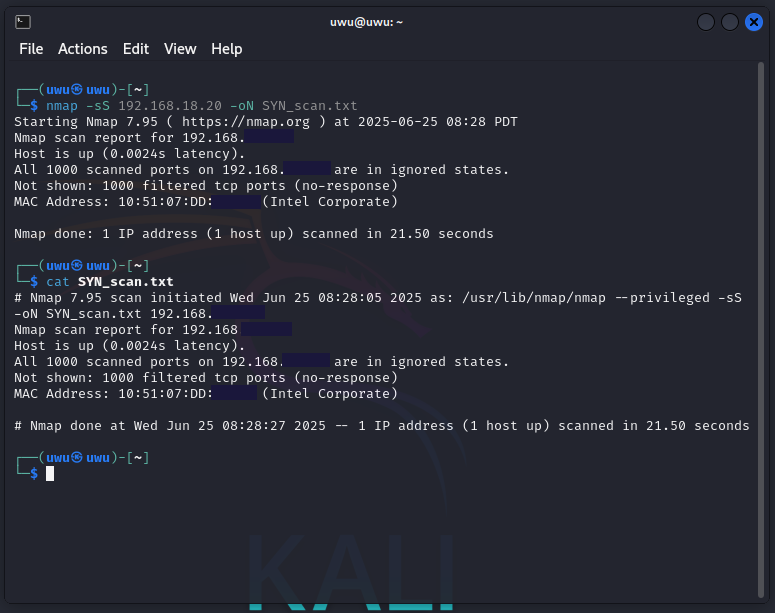 uwu@uwu: ~
File Actions Edit View Help
┌──(uwu㉿uwu)-[~]
└─$ nmap -sS 192.168.18.20 -oN SYN_scan.txt
Starting Nmap 7.95 ( https://nmap.org ) at 2025-06-25 08:28 PDT
Nmap scan report for 192.168.
Host is up (0.0024s latency).
All 1000 scanned ports on 192.168. are in ignored states.
Not shown: 1000 filtered tcp ports (no-response)
MAC Address: 10:51:07:DD: (Intel Corporate)
Nmap done: 1 IP address (1 host up) scanned in 21.50 seconds
┌──(uwu㉿uwu)-[~]
└─$ cat SYN_scan.txt
# Nmap 7.95 scan initiated Wed Jun 25 08:28:05 2025 as: /usr/lib/nmap/nmap --privileged -sS
-oN SYN_scan.txt 192.168.
Nmap scan report for 192.168
Host is up (0.0024s latency).
All 1000 scanned ports on 192.168. are in ignored states.
Not shown: 1000 filtered tcp ports (no-response)
MAC Address: 10:51:07:DD: (Intel Corporate)
# Nmap done at Wed Jun 25 08:28:27 2025 -- 1 IP address (1 host up) scanned in 21.50 seconds
┌──(uwu㉿uwu)-[~]
└─$
KALI